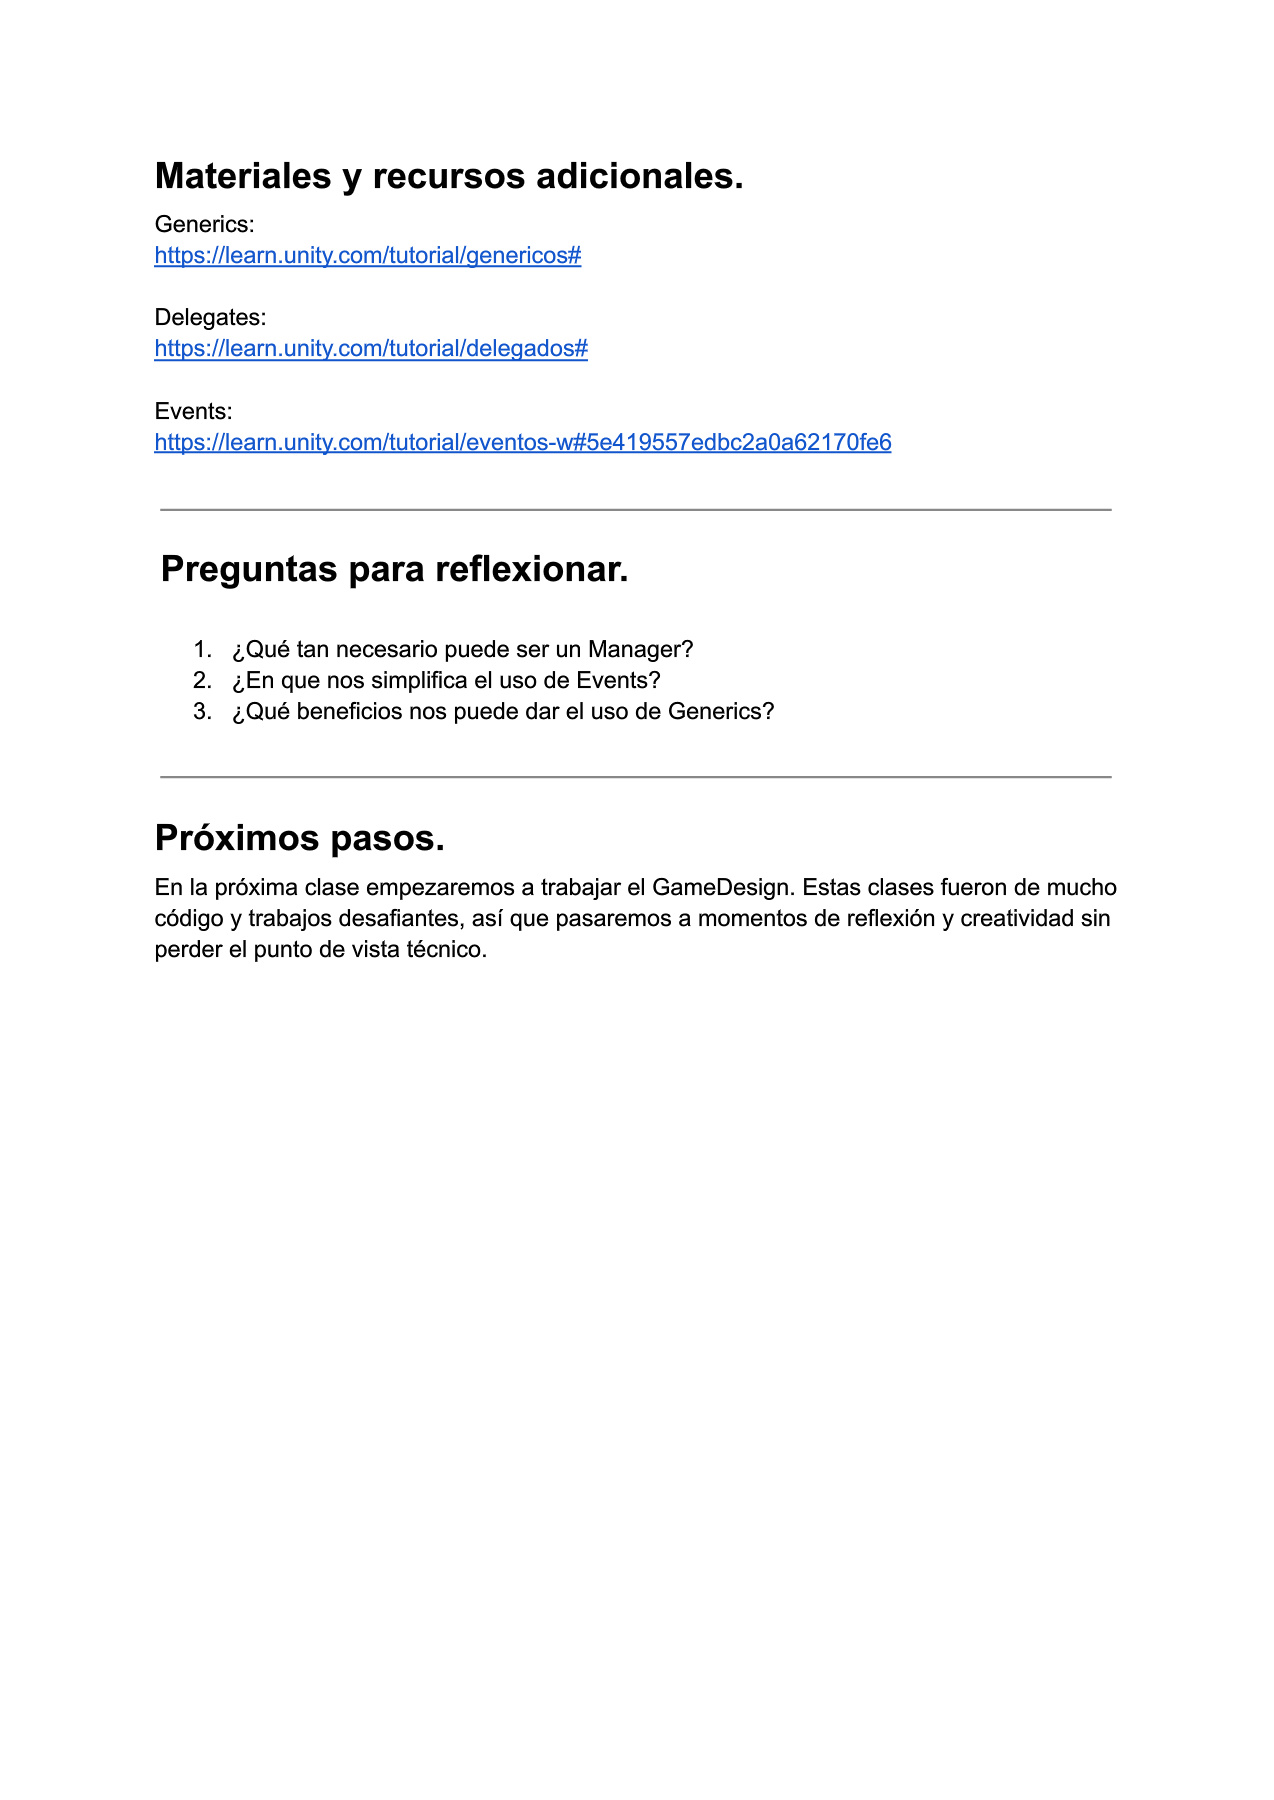 Materiales y recursos adicionales.
Generics:
https://learn.unity.com/tutorial/genericos#
Delegates:
https://learn.unity.com/tutorial/delegados#
Events:
https://learn.unity.com/tutorial/eventos-w#5e419557edbc2a0a62170fe6
Preguntas para reflexionar.
1. ¿Qué tan necesario puede ser un Manager?
2. ¿En que nos simplifica el uso de Events?
3. ¿Qué beneficios nos puede dar el uso de Generics?
Próximos pasos.
En la próxima clase empezaremos a trabajar el GameDesign. Estas clases fueron de mucho
código y trabajos desafiantes, así que pasaremos a momentos de reflexión y creatividad sin
perder el punto de vista técnico.